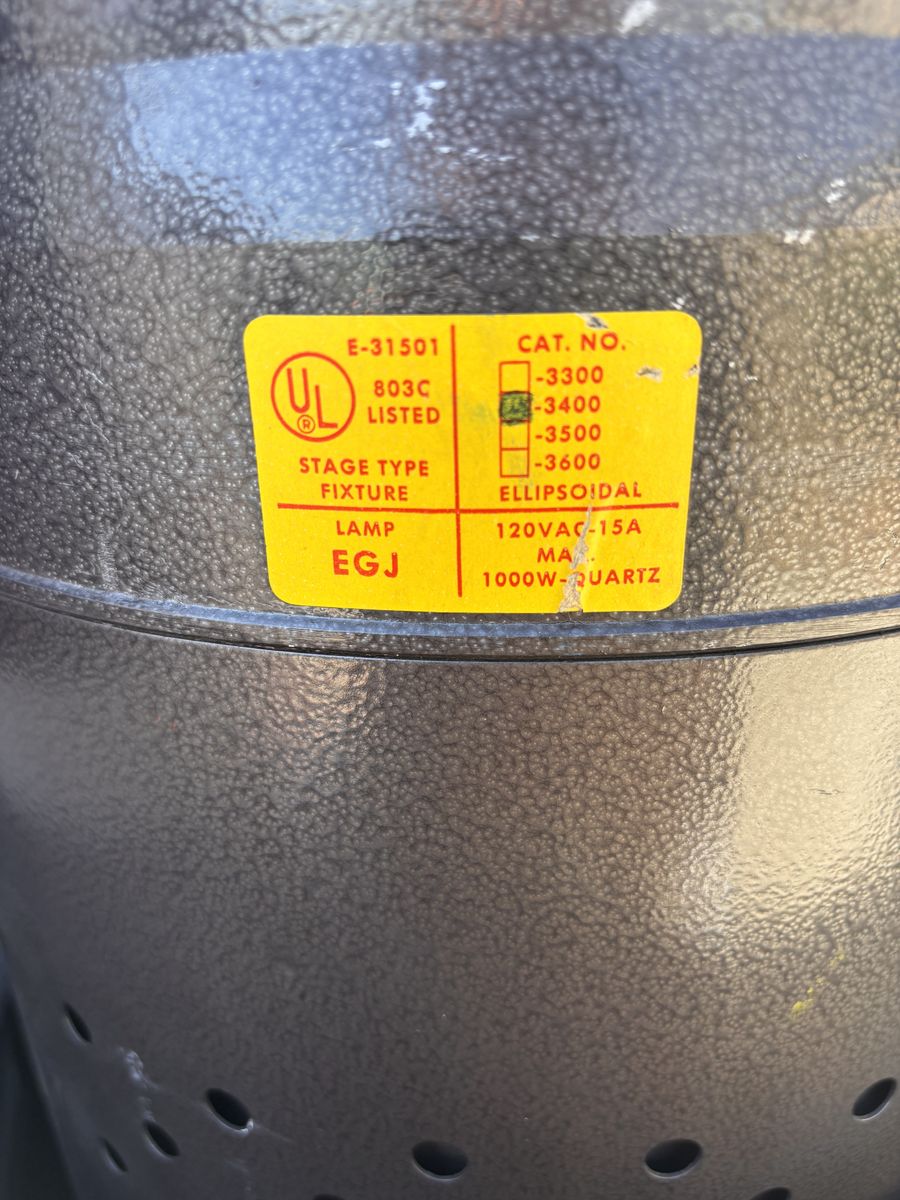 E-31501
UL
®
803C
LISTED
STAGE TYPE
FIXTURE
LAMP
EGJ
CAT. NO.
-3300
-3400
-3500
-3600
ELLIPSOIDAL
120VAC-15A
MAX.
1000W-QUARTZ